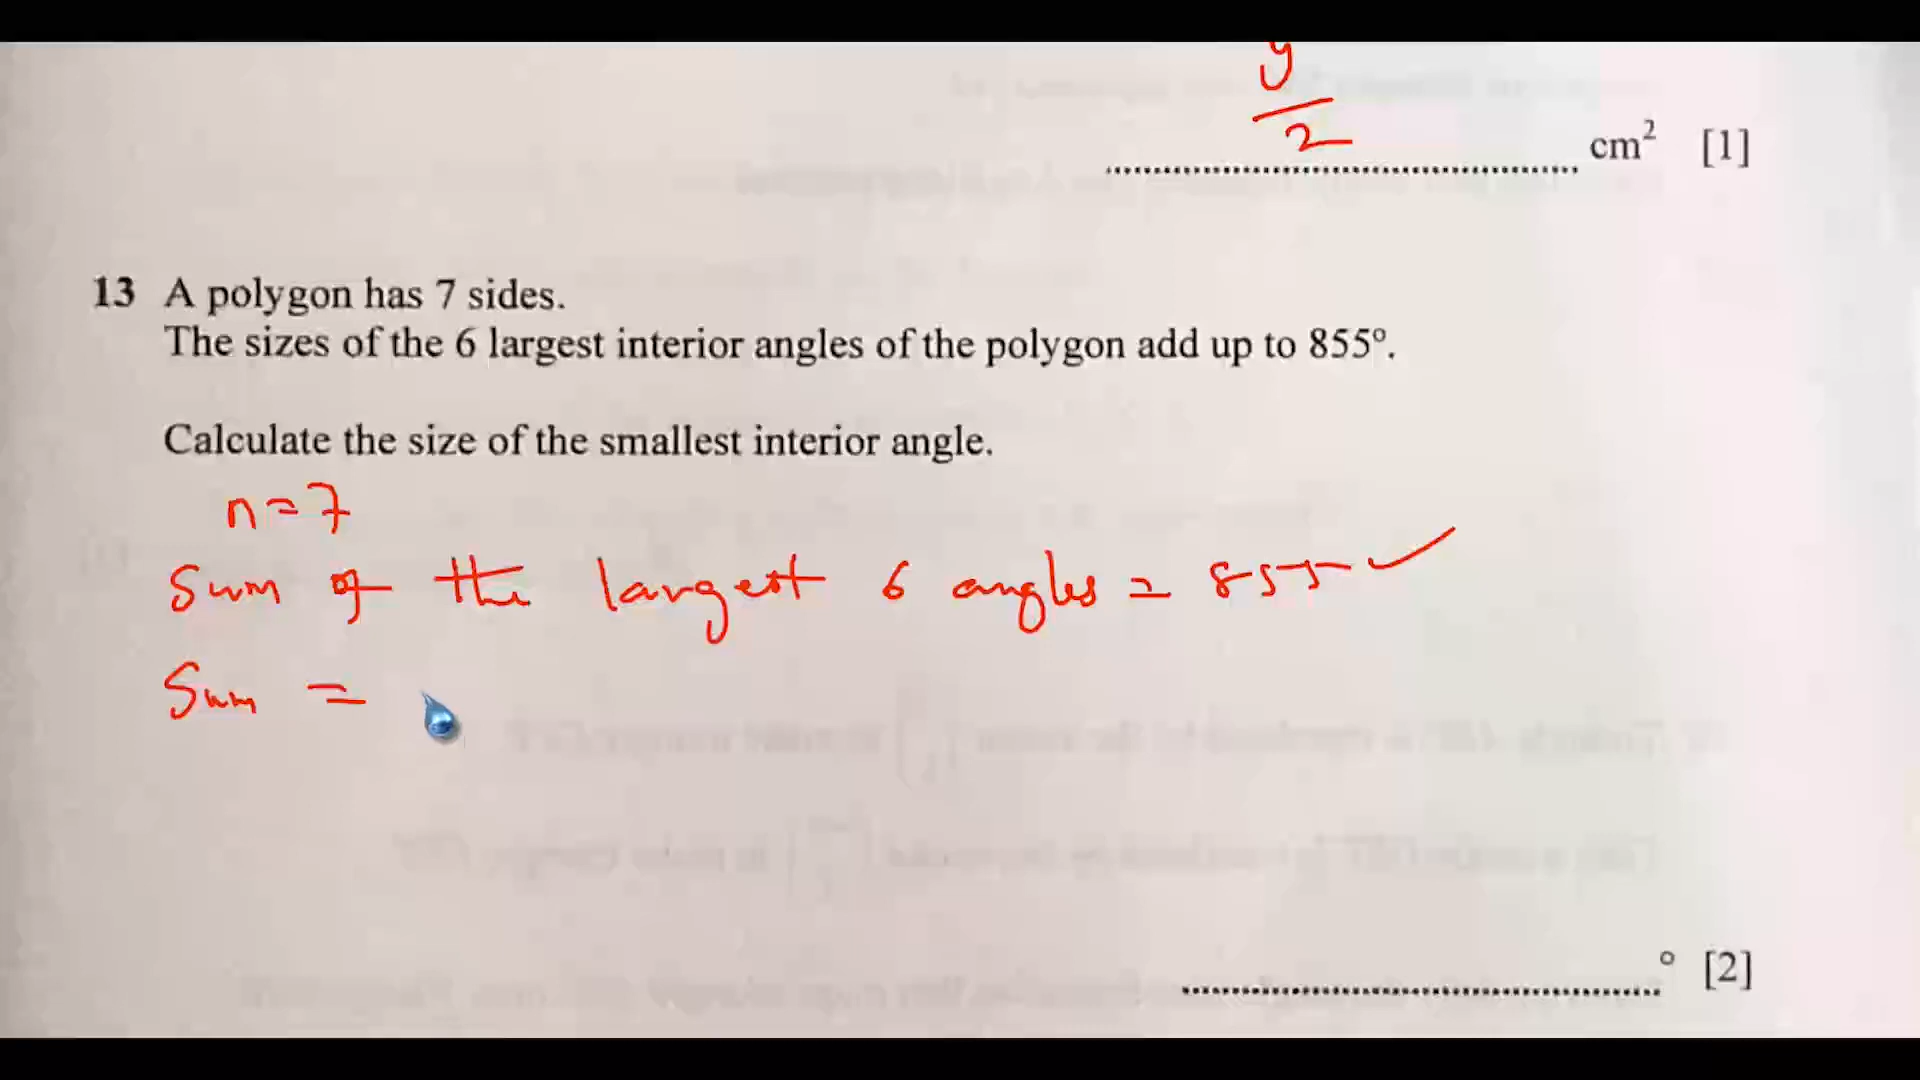 y
2
cm² [1]
13 A polygon has 7 sides.
The sizes of the 6 largest interior angles of the polygon add up to 855°.
Calculate the size of the smallest interior angle.
n = 7
Sum of the largest 6 angles = 855 ✓
Sum =
° [2]